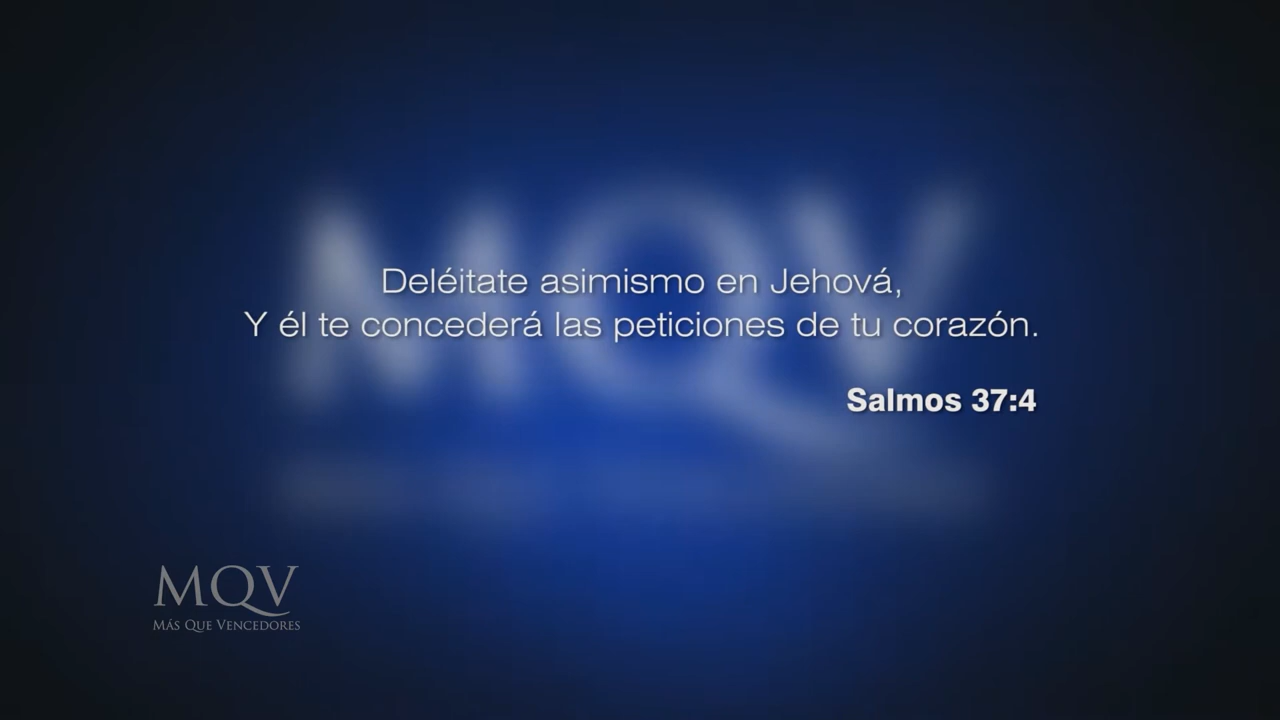 MQV
Deléitate asimismo en Jehová,
Y él te concederá las peticiones de tu corazón.
Salmos 37:4
MQV
MÁS QUE VENCEDORES